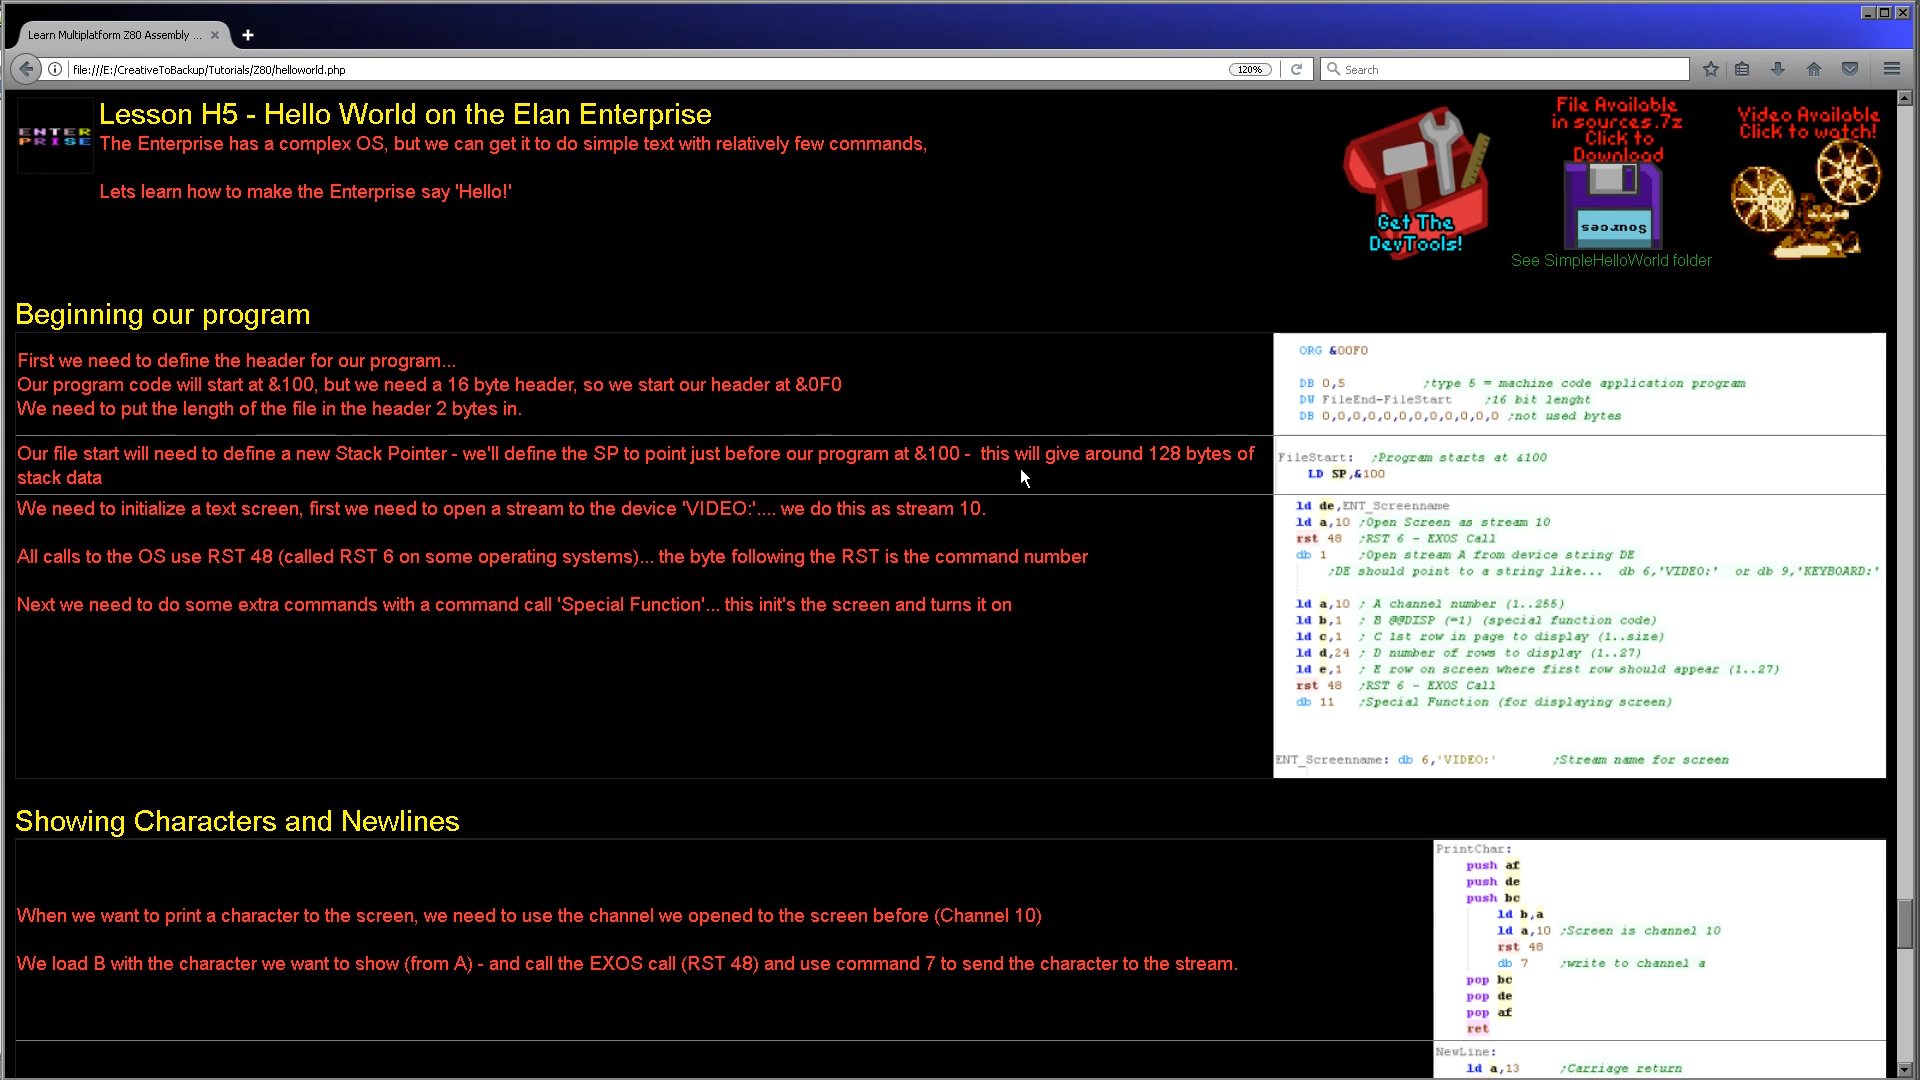 Learn Multiplatform Z80 Assembly ...
file:///E:/CreativeToBackup/Tutorials/Z80/helloworld.php
120%
Search
ENTER
PRISE
Lesson H5 - Hello World on the Elan Enterprise
The Enterprise has a complex OS, but we can get it to do simple text with relatively few commands,
Lets learn how to make the Enterprise say 'Hello!'
Get The
DevTools!
File Available
in sources.7z
Click to
Download
Sources
See SimpleHelloWorld folder
Video Available
Click to watch!
Beginning our program
First we need to define the header for our program...
Our program code will start at &100, but we need a 16 byte header, so we start our header at &0F0
We need to put the length of the file in the header 2 bytes in.
ORG &00F0
DB 0,5 ;type 5 = machine code application program
DW FileEnd-FileStart ;16 bit lenght
DB 0,0,0,0,0,0,0,0,0,0,0,0 ;not used bytes
Our file start will need to define a new Stack Pointer - we'll define the SP to point just before our program at &100 - this will give around 128 bytes of
stack data
FileStart: ;Program starts at &100
LD SP,&100
We need to initialize a text screen, first we need to open a stream to the device 'VIDEO:'.... we do this as stream 10.
All calls to the OS use RST 48 (called RST 6 on some operating systems)... the byte following the RST is the command number
Next we need to do some extra commands with a command call 'Special Function'... this init's the screen and turns it on
ld de,ENT_Screenname
ld a,10 ;Open Screen as stream 10
rst 48 ;RST 6 - EXOS Call
db 1 ;Open stream A from device string DE
;DE should point to a string like... db 6,'VIDEO:' or db 9,'KEYBOARD:'
ld a,10 ; A channel number (1..255)
ld b,1 ; B @@DISP (=1) (special function code)
ld c,1 ; C 1st row in page to display (1..size)
ld d,24 ; D number of rows to display (1..27)
ld e,1 ; E row on screen where first row should appear (1..27)
rst 48 ;RST 6 - EXOS Call
db 11 ;Special Function (for displaying screen)
ENT_Screenname: db 6,'VIDEO:' ;Stream name for screen
Showing Characters and Newlines
When we want to print a character to the screen, we need to use the channel we opened to the screen before (Channel 10)
We load B with the character we want to show (from A) - and call the EXOS call (RST 48) and use command 7 to send the character to the stream.
PrintChar:
push af
push de
push bc
ld b,a
ld a,10 ;Screen is channel 10
rst 48
db 7 ;write to channel a
pop bc
pop de
pop af
ret
NewLine:
ld a,13 ;Carriage return